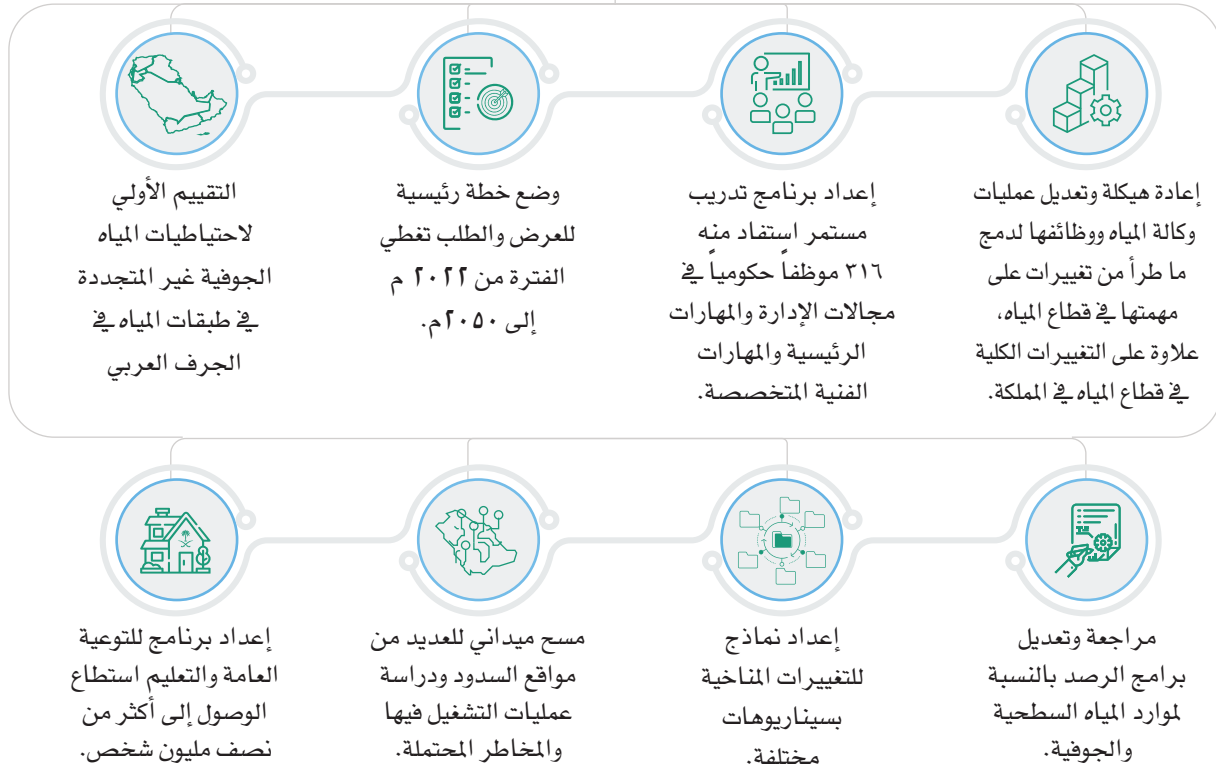 إعادة هيكلة وتعديل عمليات
وكالة المياه ووظائفها لدمج
ما طرأ من تغييرات على
مهمتها في قطاع المياه،
علاوة على التغييرات الكلية
في قطاع المياه في المملكة.
إعداد برنامج تدريب
مستمر استفاد منه
٣١٦ موظفاً حكومياً في
مجالات الإدارة والمهارات
الرئيسية والمهارات
الفنية المتخصصة.
وضع خطة رئيسية
للعرض والطلب تغطي
الفترة من ٢٠٢٢ م
إلى ٢٠٥٠م.
التقييم الأولي
لاحتياطيات المياه
الجوفية غير المتجددة
في طبقات المياه في
الجرف العربي
مراجعة وتعديل
برامج الرصد بالنسبة
لموارد المياه السطحية
والجوفية.
إعداد نماذج
للتغييرات المناخية
بسيناريوهات
مختلفة.
مسح ميداني للعديد من
مواقع السدود ودراسة
عمليات التشغيل فيها
والمخاطر المحتملة.
إعداد برنامج للتوعية
العامة والتعليم استطاع
الوصول إلى أكثر من
نصف مليون شخص.